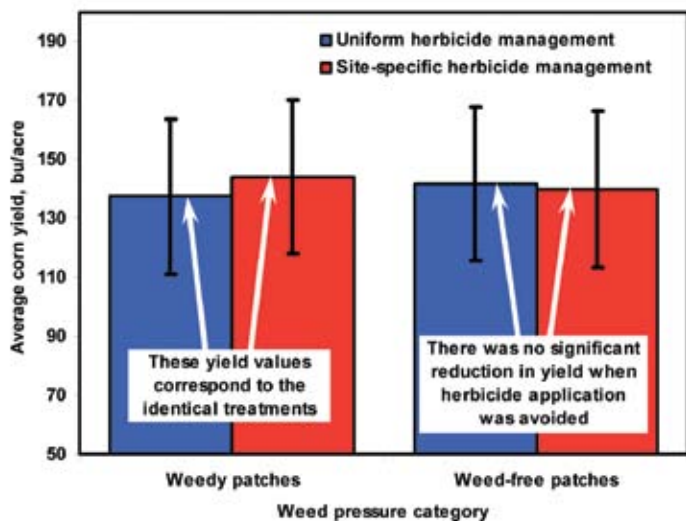 190
170
150
130
110
90
70
50
Average corn yield, bu/acre
Uniform herbicide management
Site-specific herbicide management
These yield values
correspond to the
identical treatments
There was no significant
reduction in yield when
herbicide application
was avoided
Weedy patches
Weed-free patches
Weed pressure category